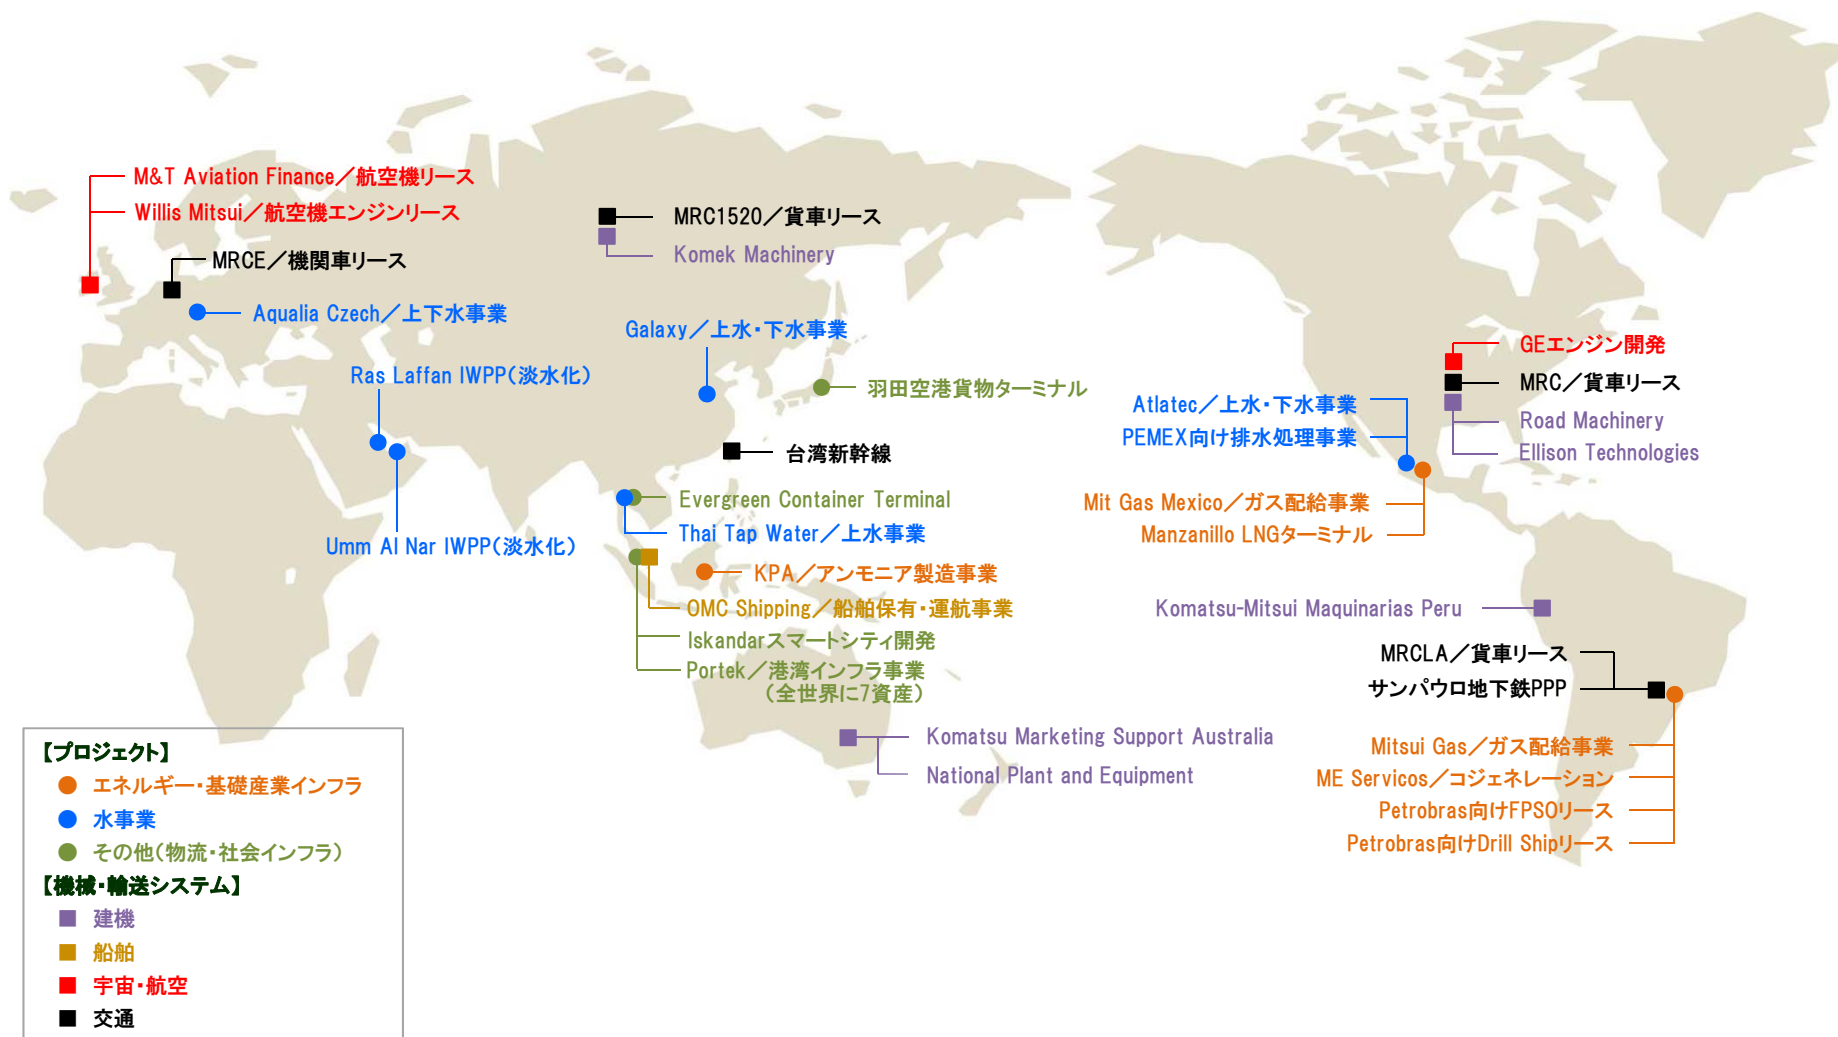 M&T Aviation Finance／航空機リース
Willis Mitsui／航空機エンジンリース
MRCE／機関車リース
Aqualia Czech／上下水事業
Ras Laffan IWPP（淡水化）
Umm Al Nar IWPP（淡水化）
MRC1520／貨車リース
Komek Machinery
Galaxy／上水・下水事業
羽田空港貨物ターミナル
台湾新幹線
Evergreen Container Terminal
Thai Tap Water／上水事業
KPA／アンモニア製造事業
OMC Shipping／船舶保有・運航事業
Iskandarスマートシティ開発
Portek／港湾インフラ事業
（全世界に7資産）
Komatsu Marketing Support Australia
National Plant and Equipment
GEエンジン開発
MRC／貨車リース
Road Machinery
Ellison Technologies
Atlatec／上水・下水事業
PEMEX向け排水処理事業
Mit Gas Mexico／ガス配給事業
Manzanillo LNGターミナル
Komatsu-Mitsui Maquinarias Peru
MRCLA／貨車リース
サンパウロ地下鉄PPP
Mitsui Gas／ガス配給事業
ME Servicos／コジェネレーション
Petrobras向けFPSOリース
Petrobras向けDrill Shipリース
【プロジェクト】
エネルギー・基礎産業インフラ
水事業
その他（物流・社会インフラ）
【機械・輸送システム】
建機
船舶
宇宙・航空
交通